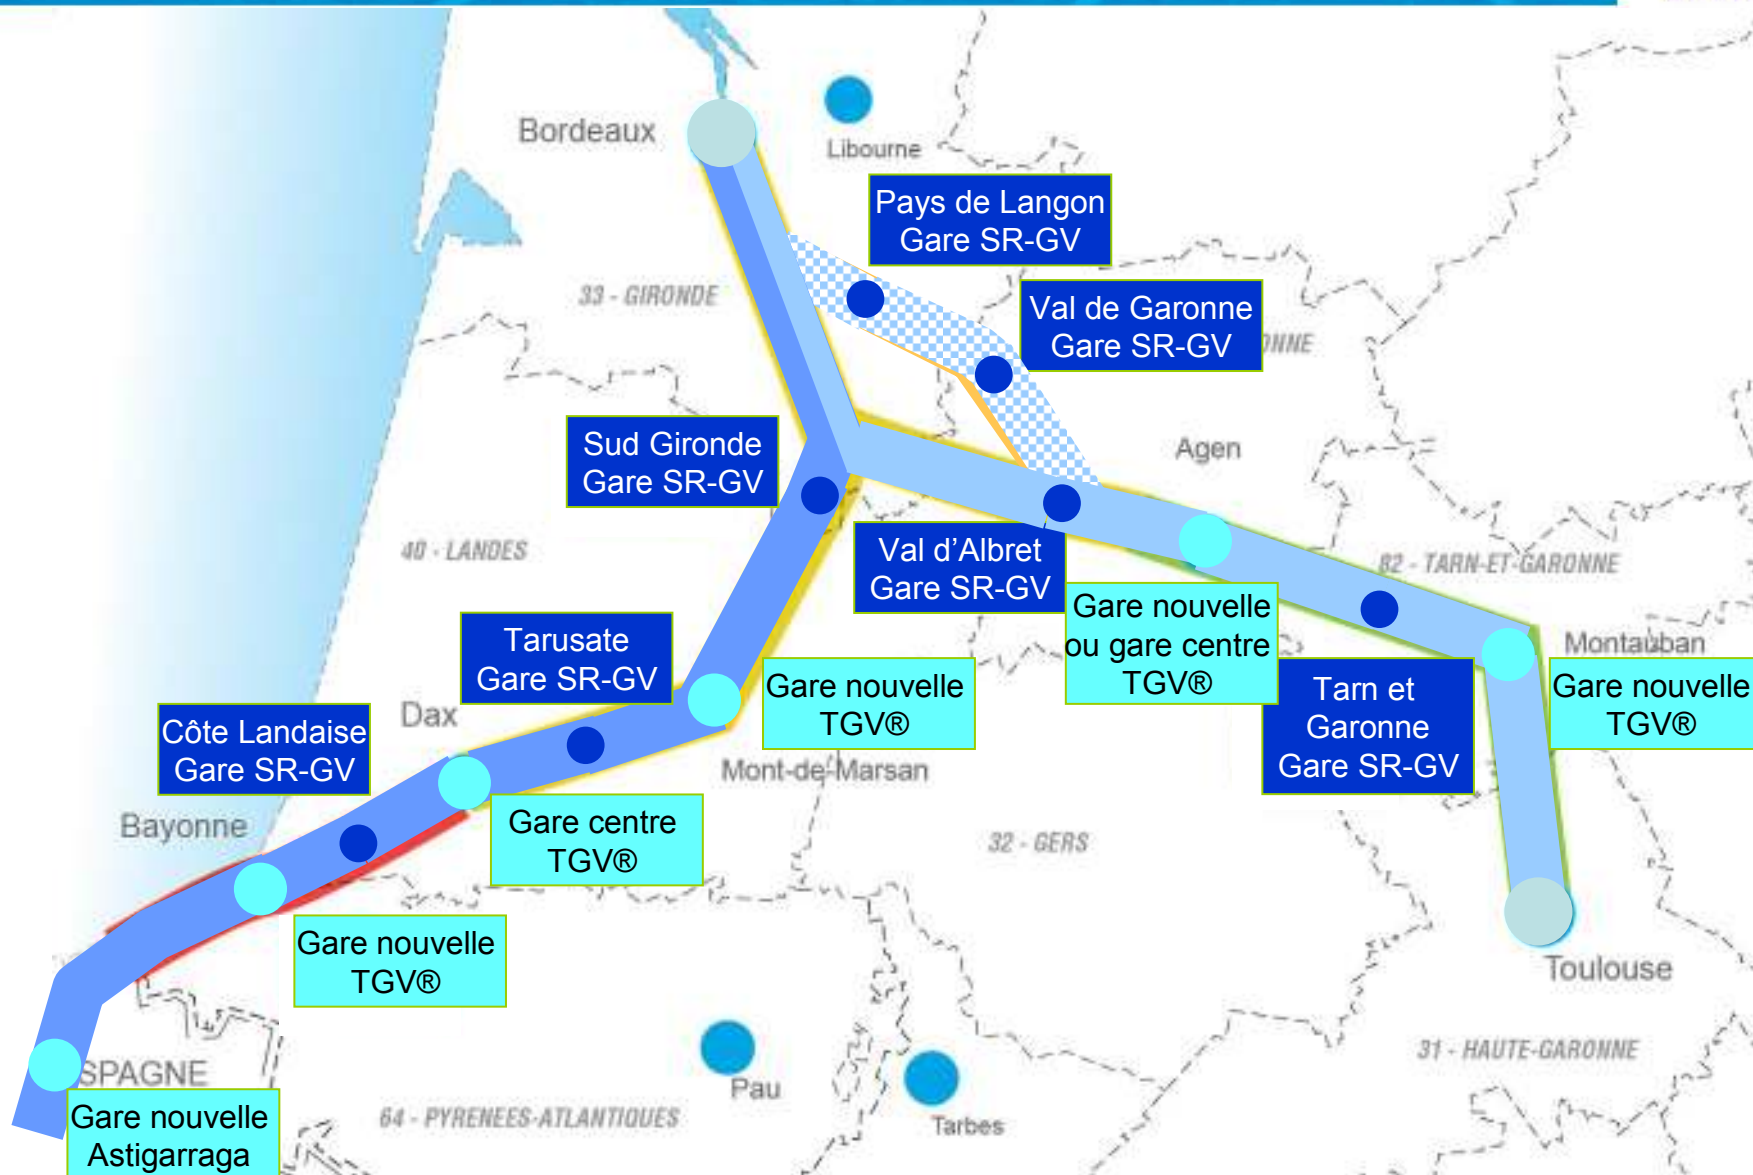 Bordeaux
Libourne
Pays de Langon
Gare SR-GV
33 - GIRONDE
Val de Garonne
Gare SR-GV
Sud Gironde
Gare SR-GV
Agen
40 - LANDES
Val d'Albret
Gare SR-GV
82 - TARN-ET-GARONNE
Gare nouvelle
ou gare centre
TGV®
Tarusate
Gare SR-GV
Montauban
Gare nouvelle
TGV®
Gare nouvelle
TGV®
Tarn et
Garonne
Gare SR-GV
Dax
Côte Landaise
Gare SR-GV
Mont-de-Marsan
Bayonne
Gare centre
TGV®
32 - GERS
Gare nouvelle
TGV®
Toulouse
31 - HAUTE-GARONNE
SPAGNE
Pau
Tarbes
64 - PYRENEES-ATLANTIQUES
Gare nouvelle
Astigarraga